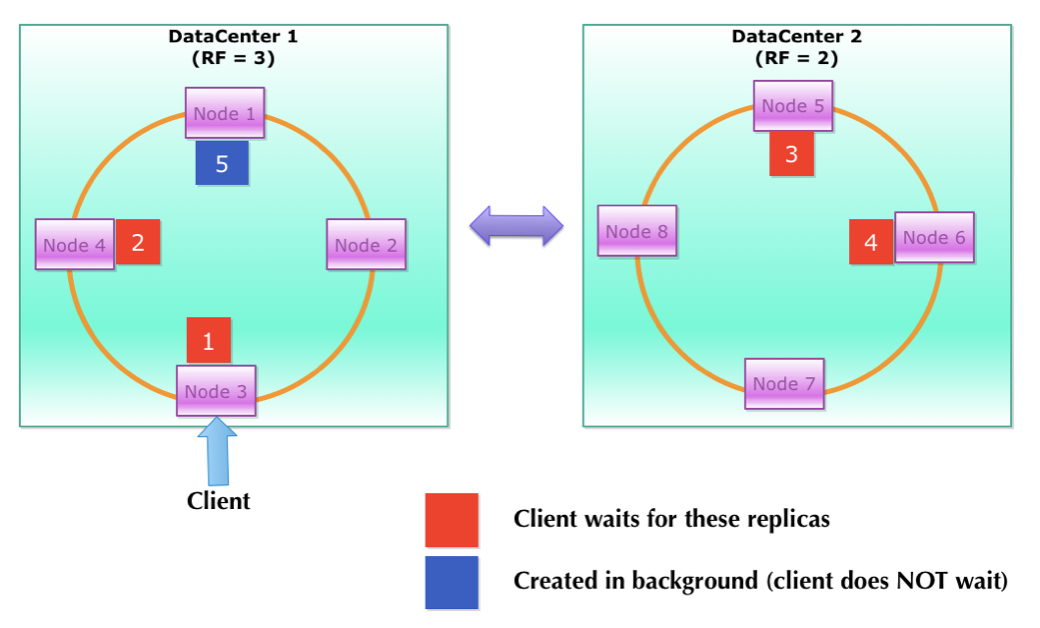 DataCenter 1
(RF = 3)
Node 1
5
Node 4
2
Node 2
1
Node 3
Client
DataCenter 2
(RF = 2)
Node 5
3
Node 8
4
Node 6
Node 7
Client waits for these replicas
Created in background (client does NOT wait)